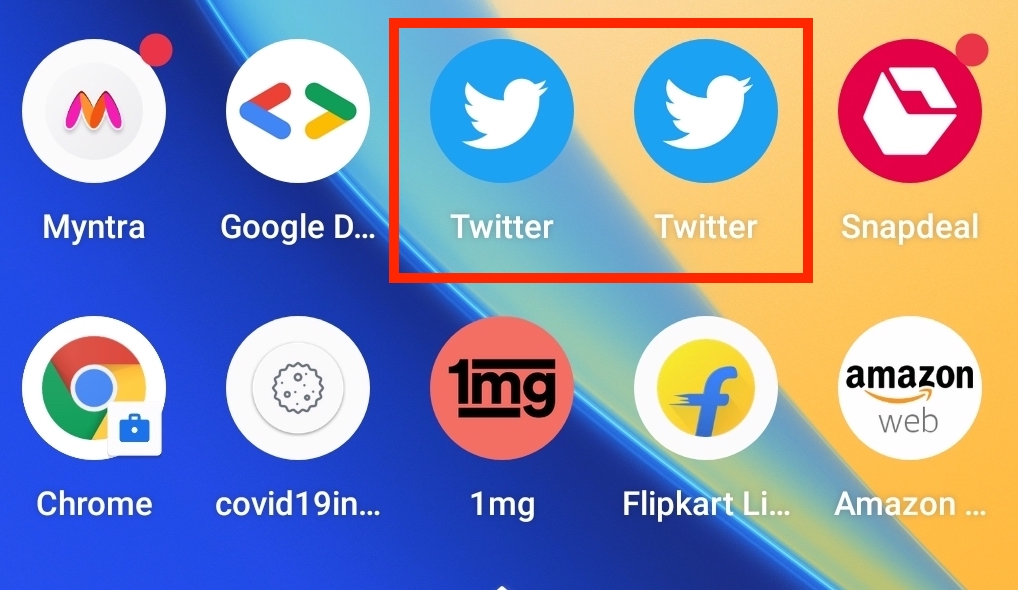 Myntra
Google D...
Twitter
Twitter
Snapdeal
1mg
amazon
web
Chrome
covid19in...
1mg
Flipkart Li...
Amazon ...